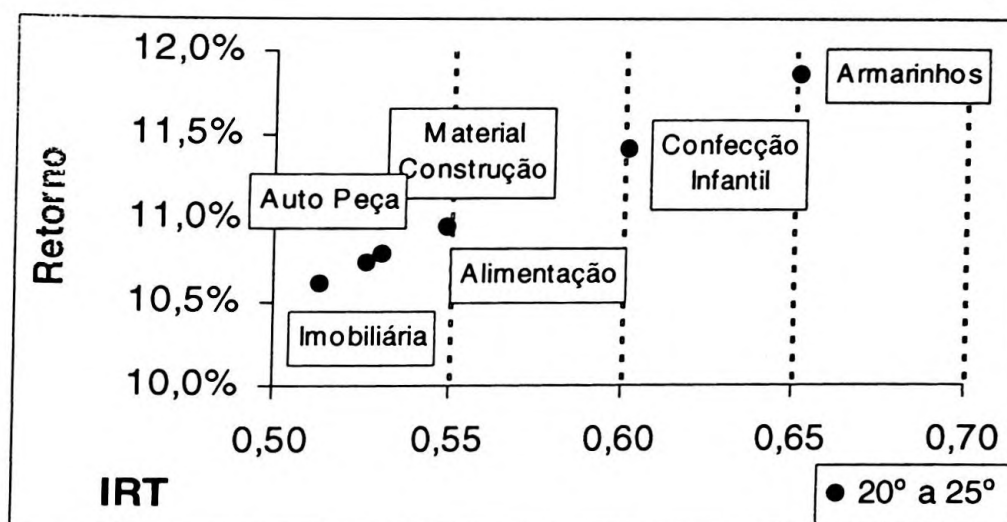 12,0%
11,5%
11,0%
10,5%
10,0%
Retorno
Armarinhos
Material
Construção
Confecção
Infantil
Auto Peça
Alimentação
Imobiliária
0,50 0,55 0,60 0,65 0,70
IRT
20º a 25º